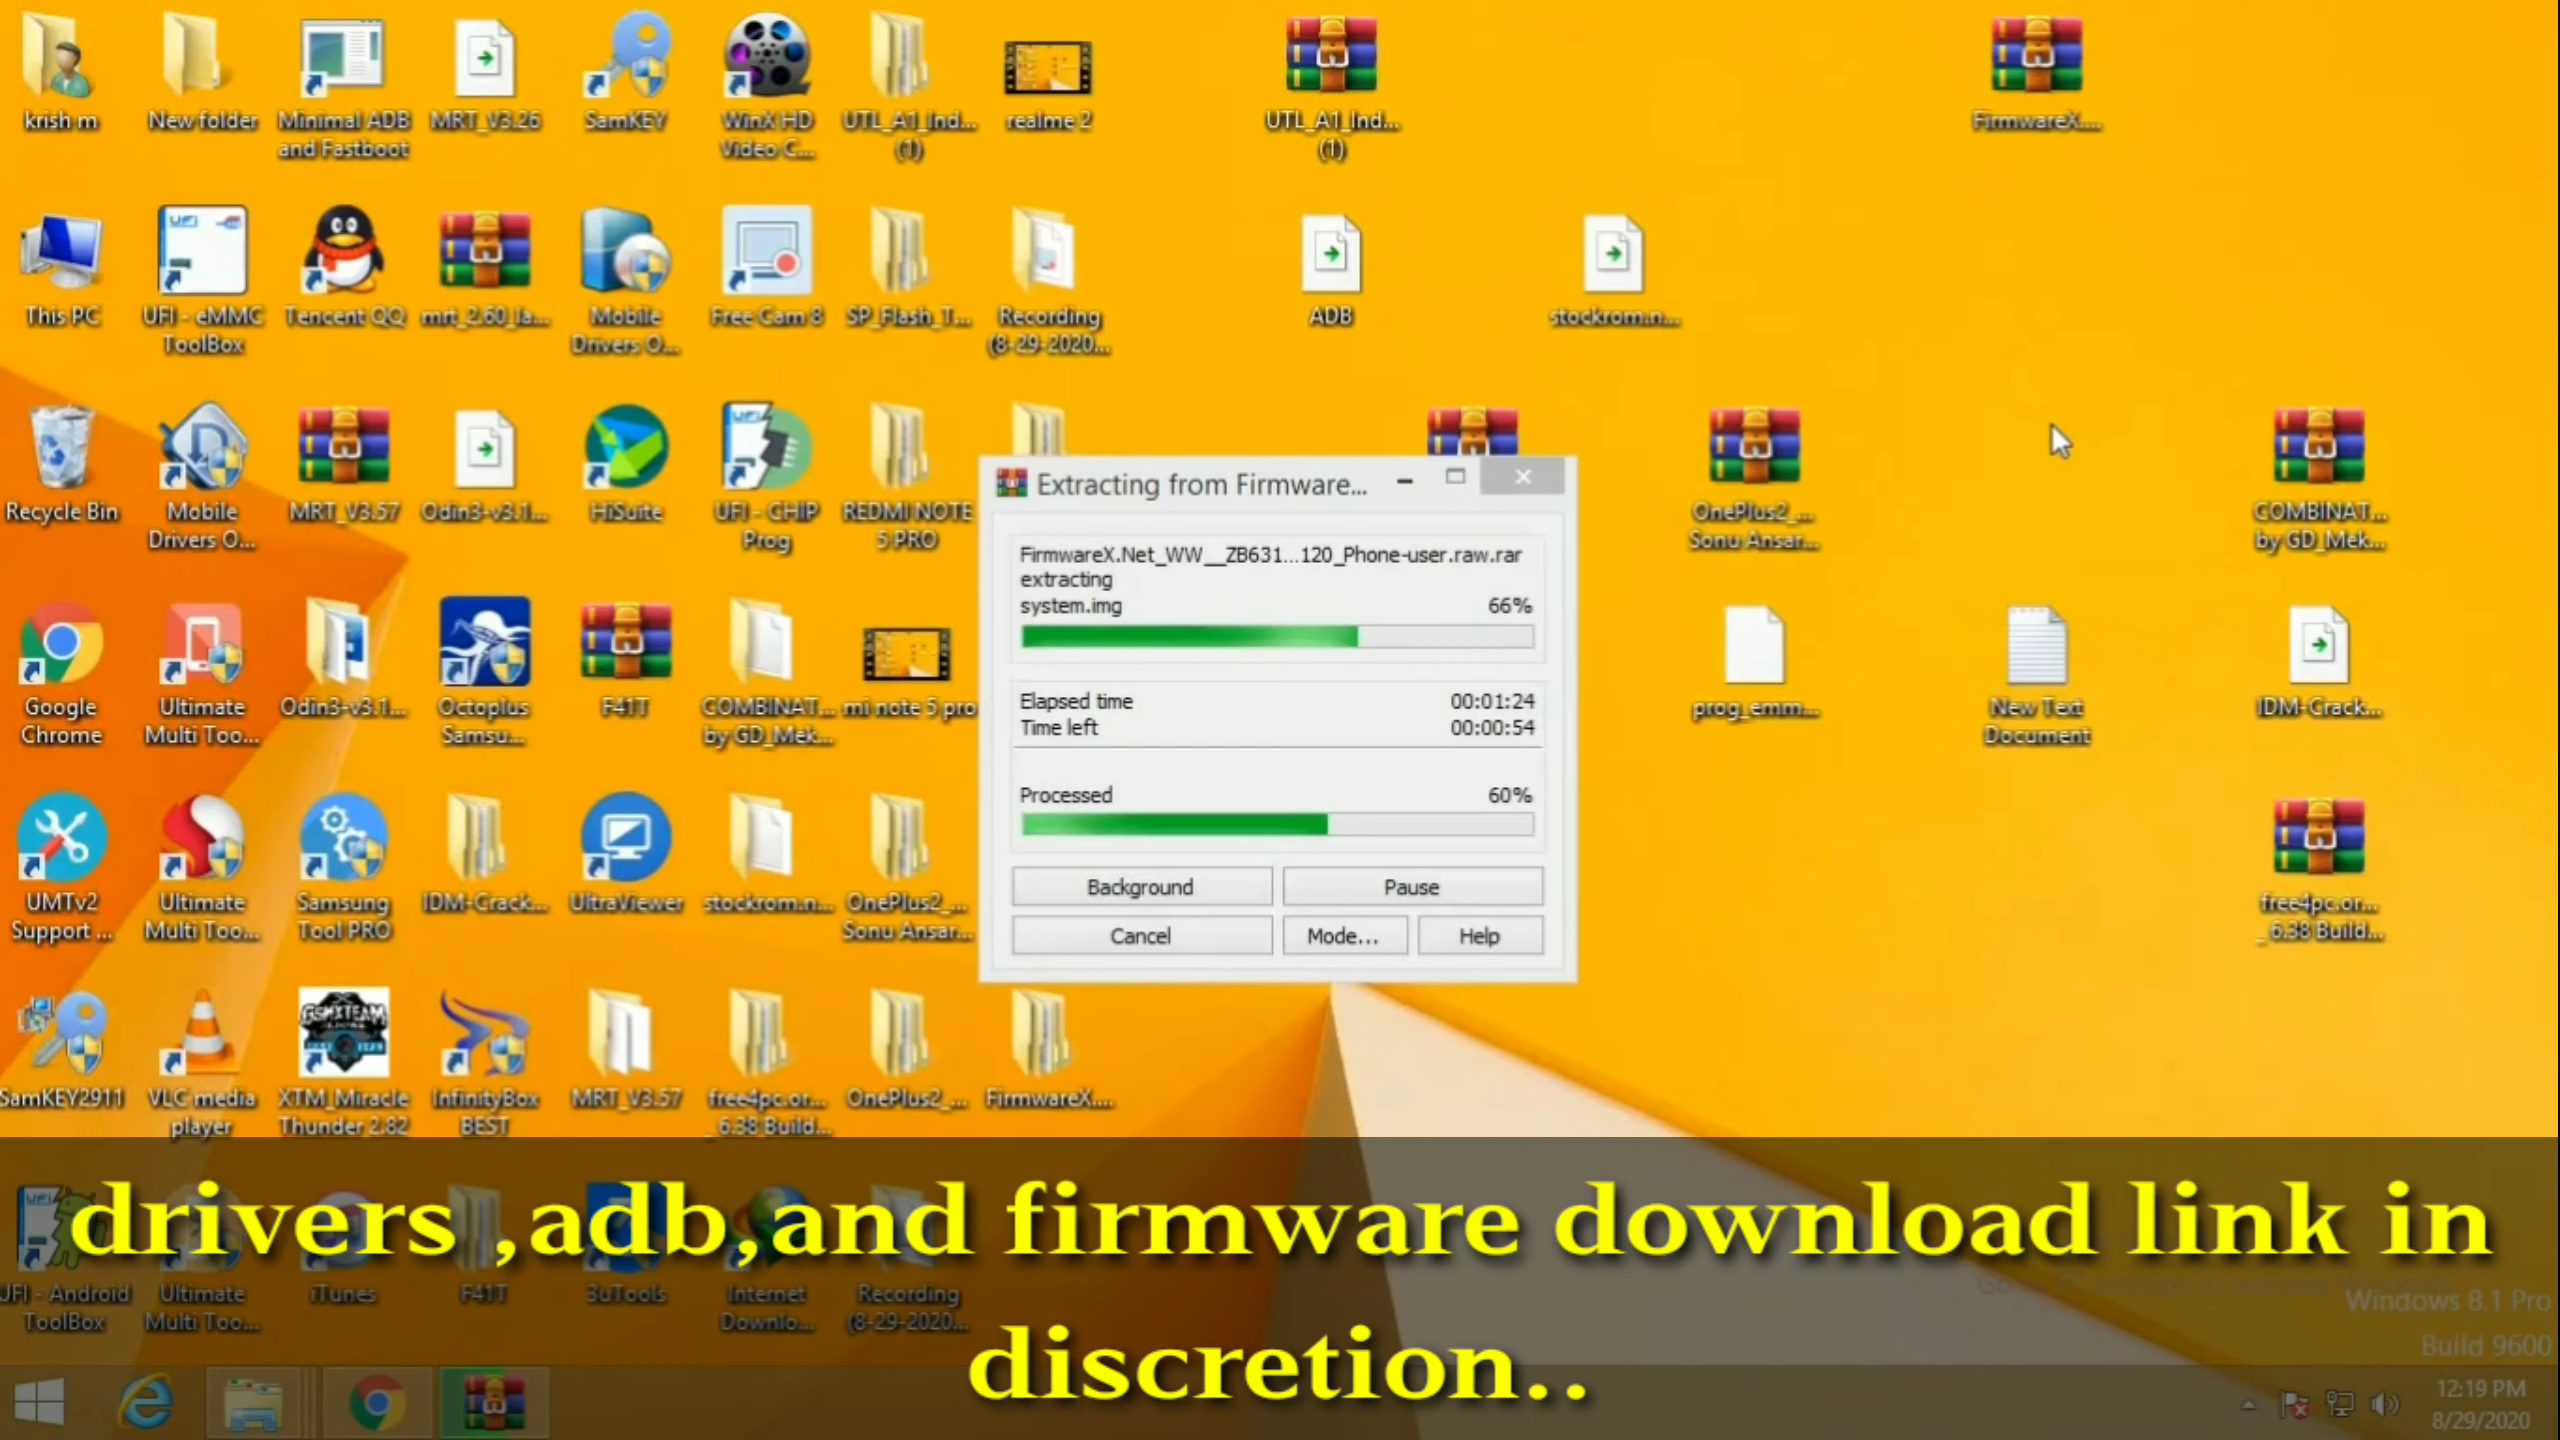 krish m
New folder
Minimal ADB
and Fastboot
MRT_V3.26
SamKEY
WinX HD
Video C...
UTL_A1_Ind...
(1)
realme 2
UTL_A1_Ind...
(1)
FirmwareX....
This PC
UFI - eMMC
ToolBox
Tencent QQ
mrt_2.60_la...
Mobile
Drivers O...
Free Cam 8
SP_Flash_T...
Recording
(8-29-2020...
ADB
stockrom.n...
Recycle Bin
Mobile
Drivers O...
MRT_V3.57
Odin3-v3.1...
HiSuite
UFI - CHIP
Prog
REDMI NOTE
5 PRO
OnePlus2_...
Sonu Ansar...
COMBINAT...
by GD_Mek...
Extracting from Firmware...
FirmwareX.Net_WW__ZB631...120_Phone-user.raw.rar
extracting
system.img 66%
Elapsed time 00:01:24
Time left 00:00:54
Processed 60%
Background Pause
Cancel Mode... Help
Google
Chrome
Ultimate
Multi Too...
Odin3-v3.1...
Octoplus
Samsu...
F41T
COMBINAT...
by GD_Mek...
mi note 5 pro
prog_emm...
New Text
Document
IDM-Crack...
UMTv2
Support ...
Ultimate
Multi Too...
Samsung
Tool PRO
IDM-Crack...
UltraViewer
stockrom.n...
OnePlus2_...
Sonu Ansar...
free4pc.or...
_ 6.38 Build...
SamKEY2911
VLC media
player
XTM_Miracle
Thunder 2.82
InfinityBox
BEST
MRT_V3.57
free4pc.or...
_ 6.38 Build...
OnePlus2_...
FirmwareX....
drivers ,adb,and firmware download link in
discretion..
UFI - Android
ToolBox
Ultimate
Multi Too...
iTunes
F41T
3uTools
Internet
Downlo...
Recording
(8-29-2020...
Windows 8.1 Pro
Build 9600
12:19 PM
8/29/2020